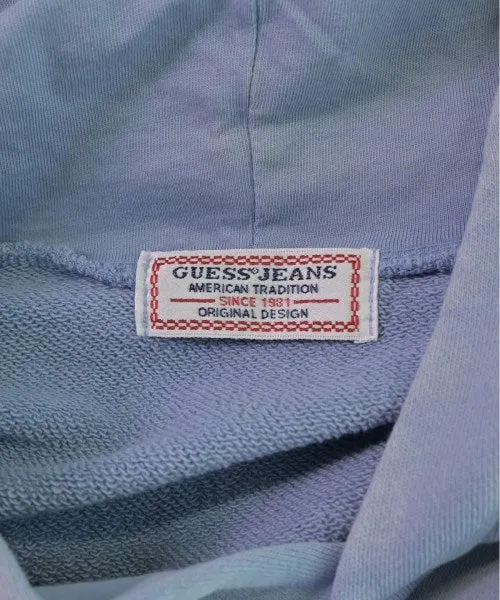 GUESS® JEANS
AMERICAN TRADITION
SINCE 1981
ORIGINAL DESIGN